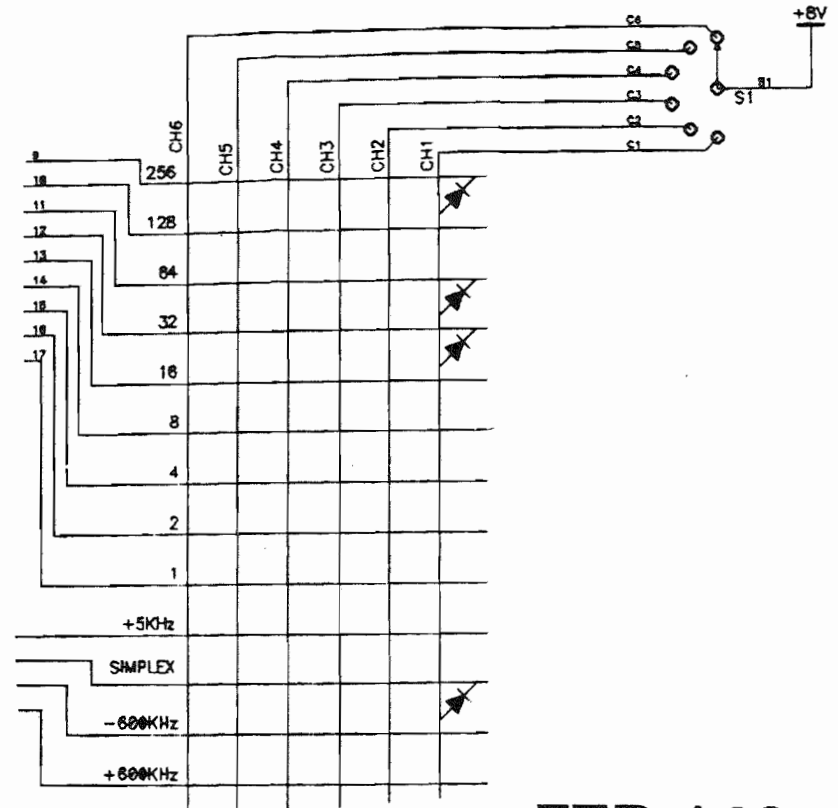 +8V
C6
C5
C4
C3
C2
C1
S1
S1
CH6
CH5
CH4
CH3
CH2
CH1
9
256
10
128
11
64
12
32
13
16
14
8
15
4
16
2
17
1
+5KHz
SIMPLEX
-600KHz
+600KHz